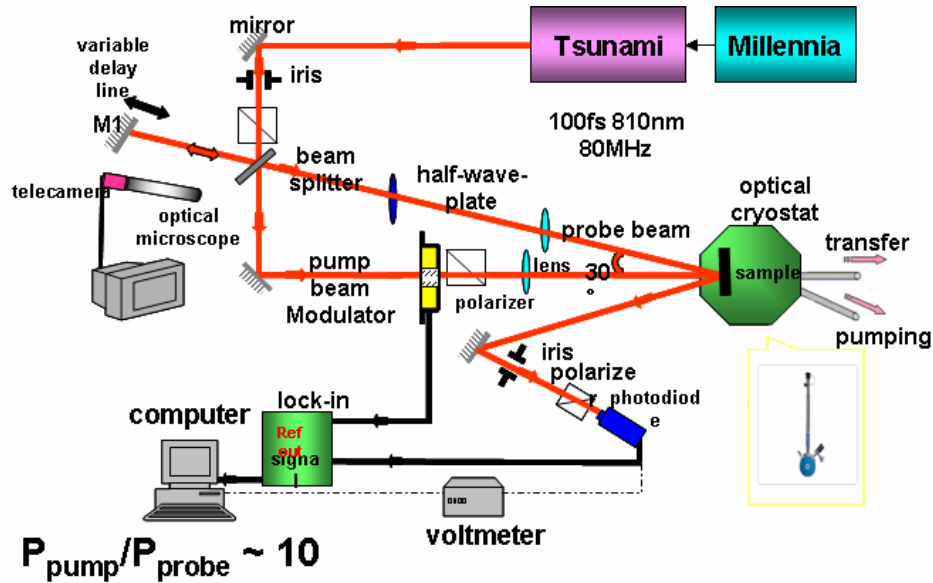 mirror
Tsunami
Millennia
variable
delay
line
iris
M1
100fs 810nm
80MHz
beam
splitter
half-wave-
plate
optical
cryostat
telecamera
optical
microscope
probe beam
transfer
pump
beam
Modulator
polarizer
lens
30
°
sample
pumping
iris
polarize
r
photodiod
e
lock-in
computer
Ref
out
signa
l
voltmeter
P pump/P probe ~ 10